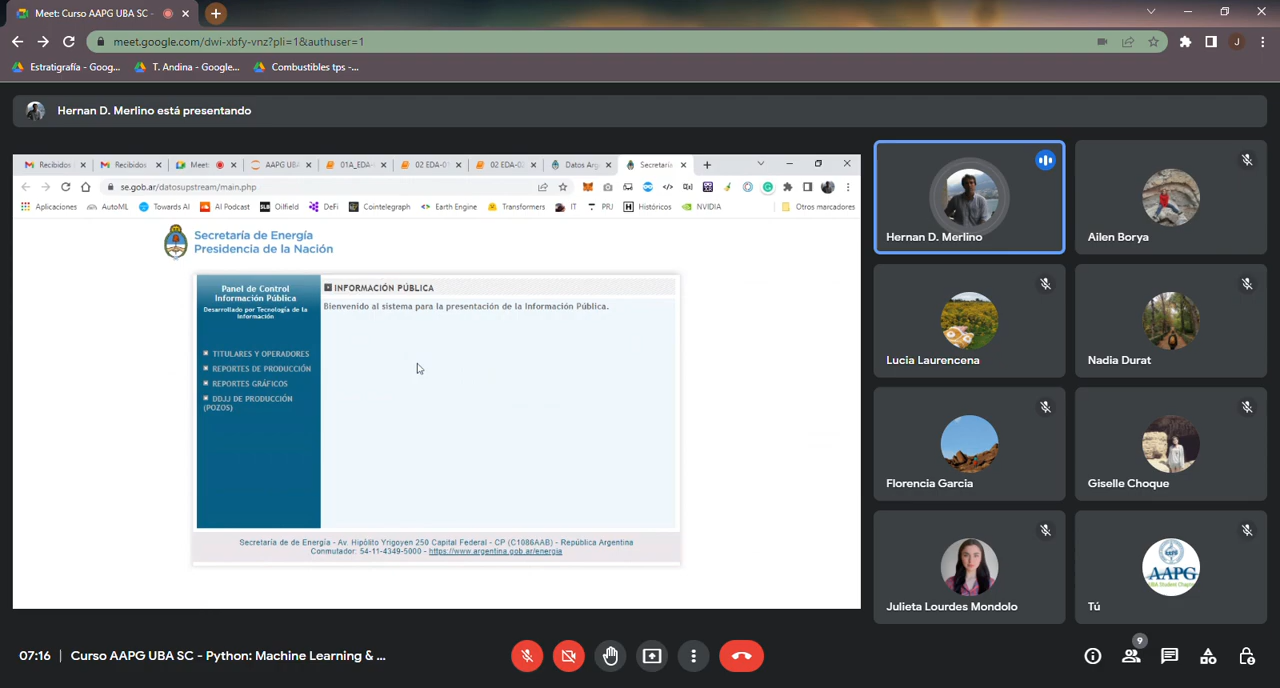 Meet: Curso AAPG UBA SC -
meet.google.com/dwi-xbfy-vnz?pli=1&authuser=1
J
Estratigrafía - Goog...
T. Andina - Google...
Combustibles tps -...
Hernan D. Merlino está presentando
Recibidos
Recibidos
Meet:
AAPG UBA
01A_EDA-
02 EDA-01
02 EDA-02
Datos Arg
Secretaría
se.gob.ar/datosupstream/main.php
Aplicaciones
AutoML
Towards AI
AI Podcast
Oilfield
DeFi
Cointelegraph
Earth Engine
Transformers
IT
PRJ
Históricos
NVIDIA
Otros marcadores
Secretaría de Energía
Presidencia de la Nación
Panel de Control
Información Pública
Desarrollado por Tecnología de la
Información
TITULARES Y OPERADORES
REPORTES DE PRODUCCIÓN
REPORTES GRÁFICOS
DDJJ DE PRODUCCIÓN
(POZOS)
INFORMACIÓN PÚBLICA
Bienvenido al sistema para la presentación de la Información Pública.
Secretaría de de Energía - Av. Hipólito Yrigoyen 250 Capital Federal - CP (C1086AAB) - República Argentina
Conmutador: 54-11-4349-5000 - https://www.argentina.gob.ar/energia
Hernan D. Merlino
Ailen Borya
Lucia Laurencena
Nadia Durat
Florencia Garcia
Giselle Choque
Julieta Lourdes Mondolo
AAPG
UBA Student Chapter
Tú
07:16 | Curso AAPG UBA SC - Python: Machine Learning & ...
9